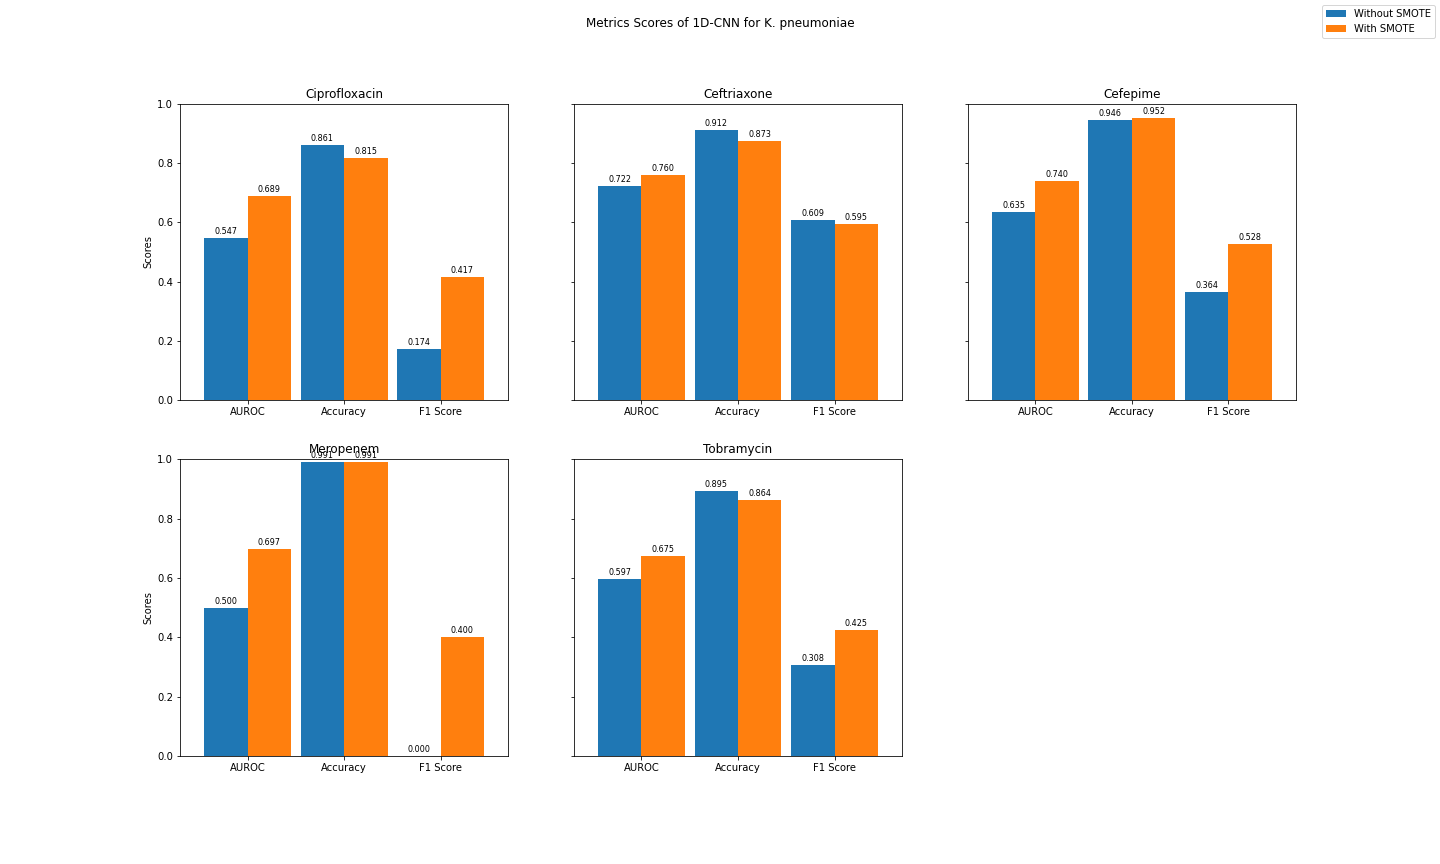 Metrics Scores of 1D-CNN for K. pneumoniae
Without SMOTE
With SMOTE
Ciprofloxacin
Scores
1.0
0.8
0.6
0.4
0.2
0.0
0.547
0.689
0.861
0.815
0.174
0.417
AUROC
Accuracy
F1 Score
Ceftriaxone
0.722
0.760
0.912
0.873
0.609
0.595
AUROC
Accuracy
F1 Score
Cefepime
0.635
0.740
0.946
0.952
0.364
0.528
AUROC
Accuracy
F1 Score
Meropenem
Scores
1.0
0.8
0.6
0.4
0.2
0.0
0.500
0.697
0.991
0.991
0.000
0.400
AUROC
Accuracy
F1 Score
Tobramycin
0.597
0.675
0.895
0.864
0.308
0.425
AUROC
Accuracy
F1 Score